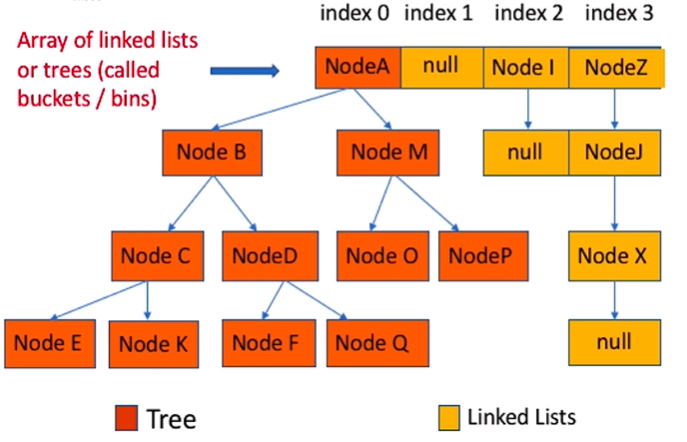 index 0 index 1 index 2 index 3
Array of linked lists
or trees (called
buckets / bins)
NodeA null Node I NodeZ
Node B Node M null NodeJ
Node C NodeD Node O NodeP Node X
Node E Node K Node F Node Q null
Tree Linked Lists